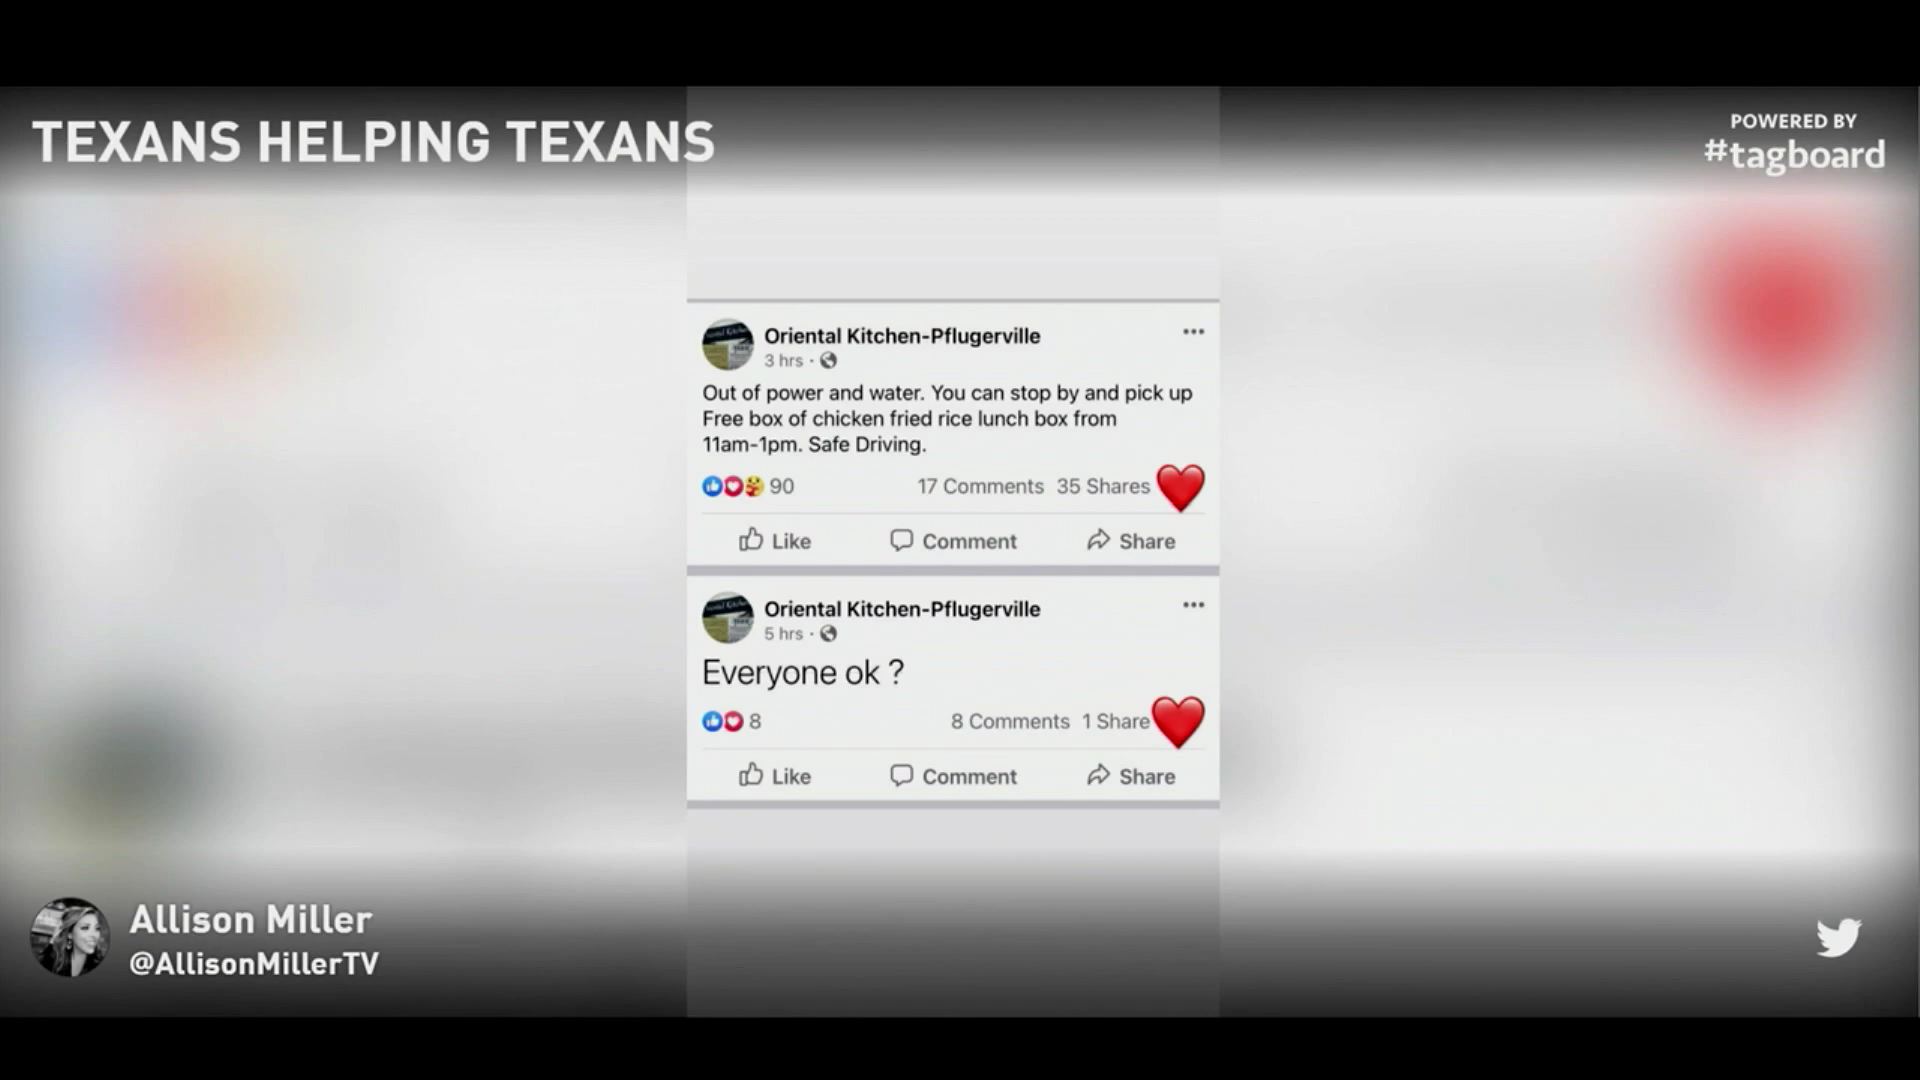 TEXANS HELPING TEXANS
POWERED BY
#tagboard
Oriental Kitchen-Pflugerville
3 hrs ·
Out of power and water. You can stop by and pick up
Free box of chicken fried rice lunch box from
11am-1pm. Safe Driving.
90 17 Comments 35 Shares
Like Comment Share
Oriental Kitchen-Pflugerville
5 hrs ·
Everyone ok ?
8 8 Comments 1 Share
Like Comment Share
Allison Miller
@AllisonMillerTV